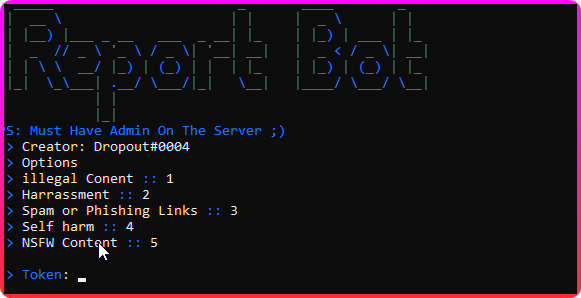 Report Bot
PS: Must Have Admin On The Server ;)
> Creator: Dropout#0004
> Options
> illegal Conent :: 1
> Harrassment :: 2
> Spam or Phishing Links :: 3
> Self harm :: 4
> NSFW Content :: 5
> Token: